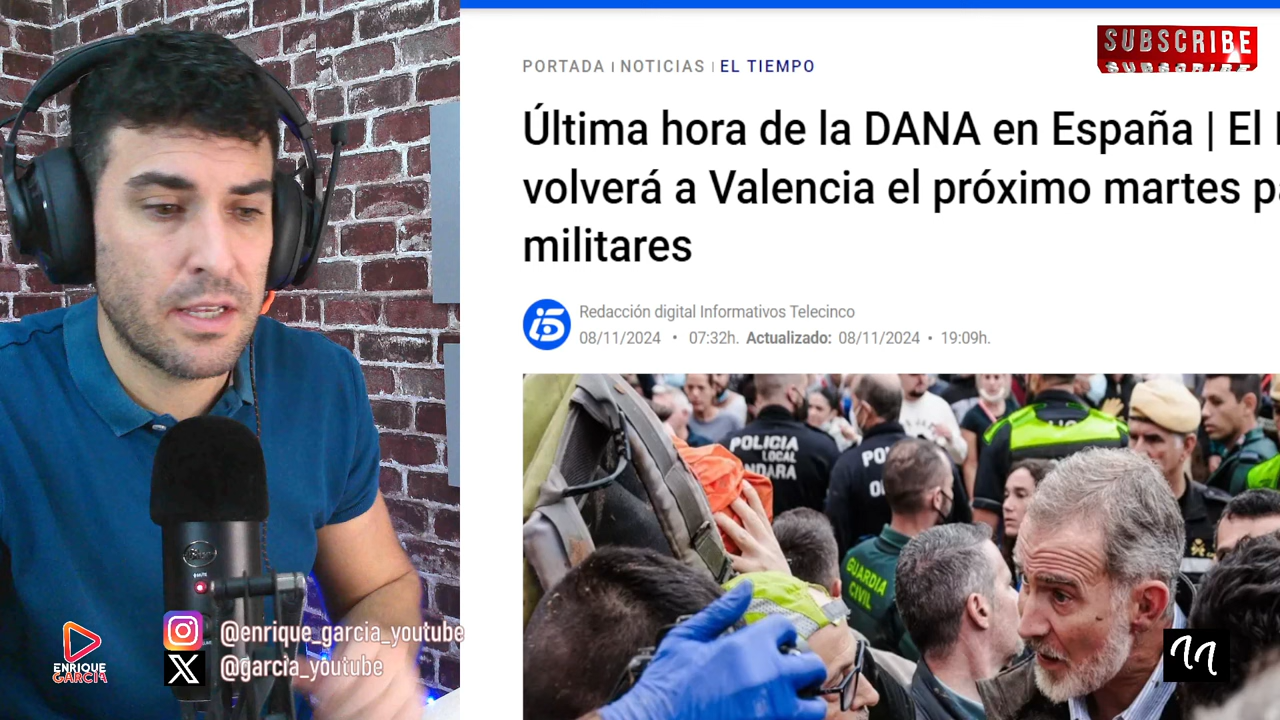 PORTADA | NOTICIAS | EL TIEMPO
SUBSCRIBE
Última hora de la DANA en España | El
volverá a Valencia el próximo martes
militares
Redacción digital Informativos Telecinco
08/11/2024 • 07:32h. Actualizado: 08/11/2024 • 19:09h.
POLICIA
LOCAL
GUARDIA
CIVIL
ENRIQUE
GARCIA
@enrique_garcia_youtube
@garcia_youtube